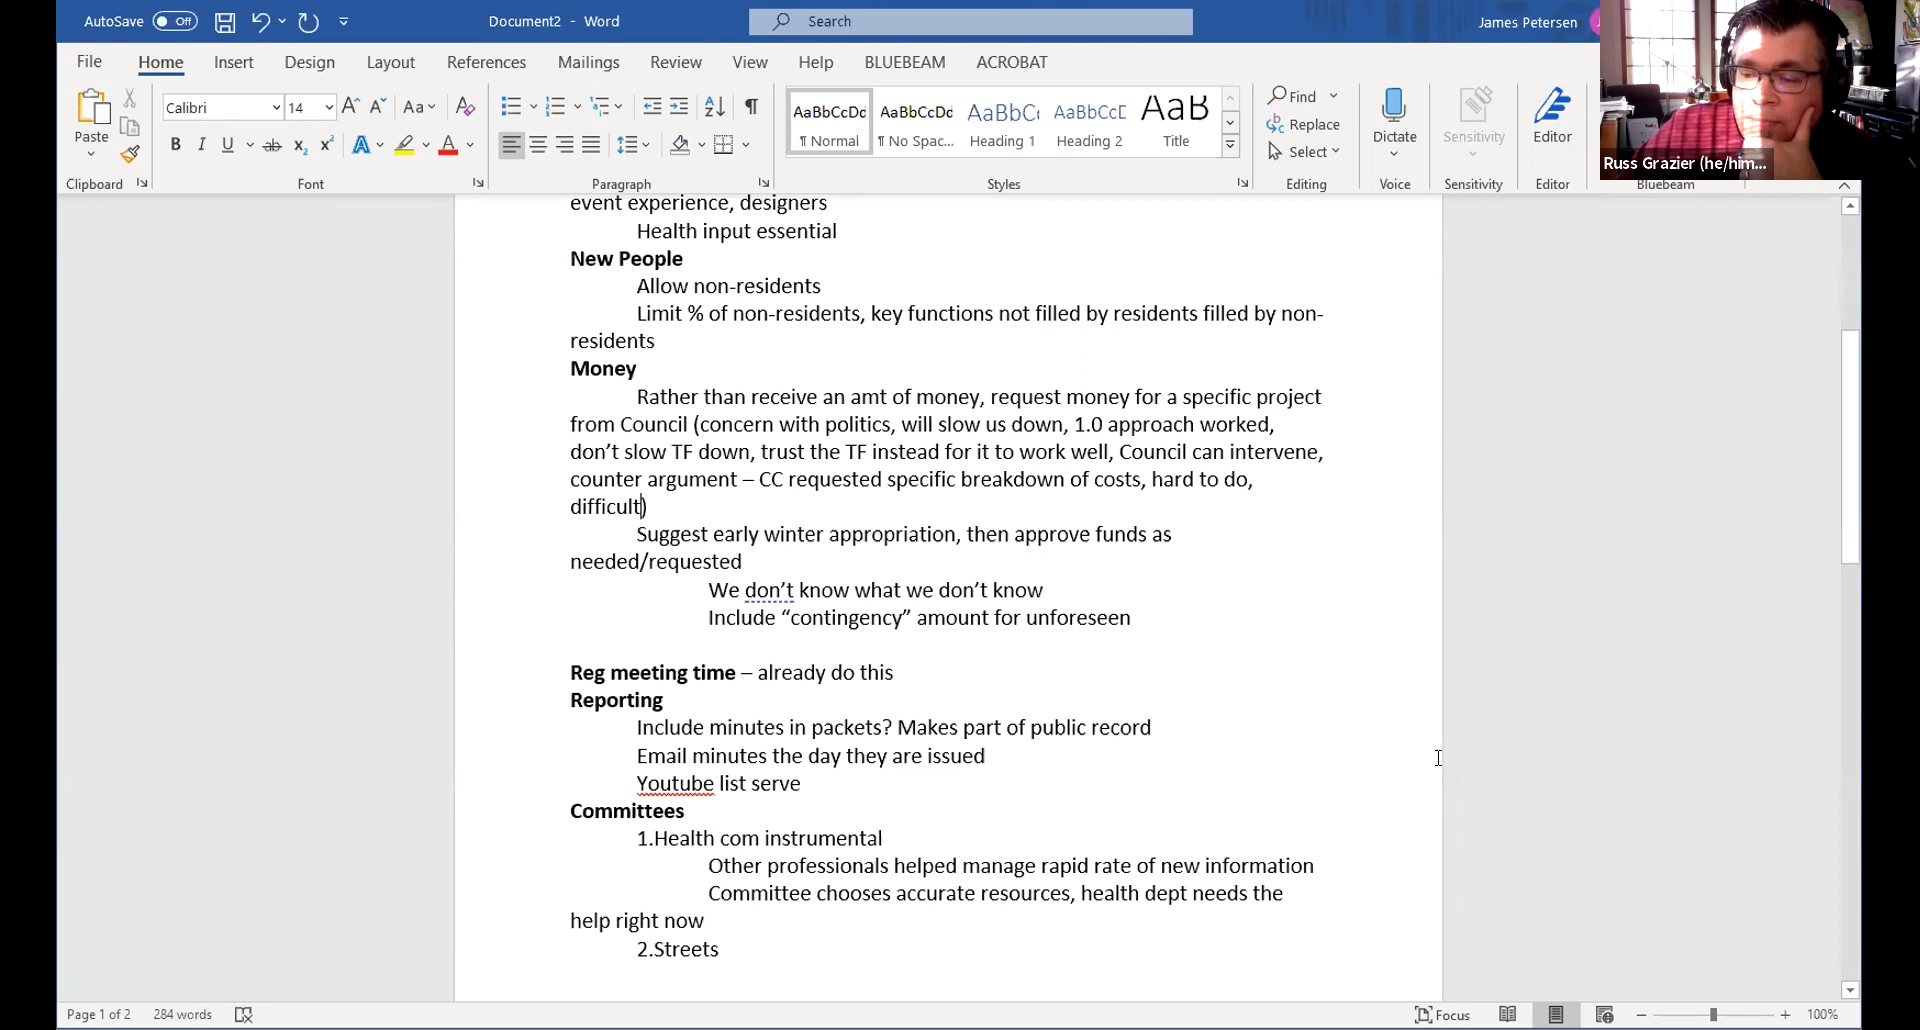 AutoSave Off Document2 - Word Search James Petersen
File Home Insert Design Layout References Mailings Review View Help BLUEBEAM ACROBAT
Paste
Clipboard
Calibri 14 Aa
B I U ab x₂ x² A A
Font
Paragraph
AaBbCcDd AaBbCcDd AaBbC AaBbCcE AaB
¶ Normal ¶ No Spac... Heading 1 Heading 2 Title
Styles
Find
Replace
Select
Editing
Dictate
Voice
Sensitivity
Sensitivity
Editor
Editor
Bluebeam
Russ Grazier (he/him...
event experience, designers
Health input essential
New People
Allow non-residents
Limit % of non-residents, key functions not filled by residents filled by non-
residents
Money
Rather than receive an amt of money, request money for a specific project
from Council (concern with politics, will slow us down, 1.0 approach worked,
don’t slow TF down, trust the TF instead for it to work well, Council can intervene,
counter argument – CC requested specific breakdown of costs, hard to do,
difficult)
Suggest early winter appropriation, then approve funds as
needed/requested
We don’t know what we don’t know
Include “contingency” amount for unforeseen
Reg meeting time – already do this
Reporting
Include minutes in packets? Makes part of public record
Email minutes the day they are issued
Youtube list serve
Committees
1.Health com instrumental
Other professionals helped manage rapid rate of new information
Committee chooses accurate resources, health dept needs the
help right now
2.Streets
Page 1 of 2 284 words Focus 100%